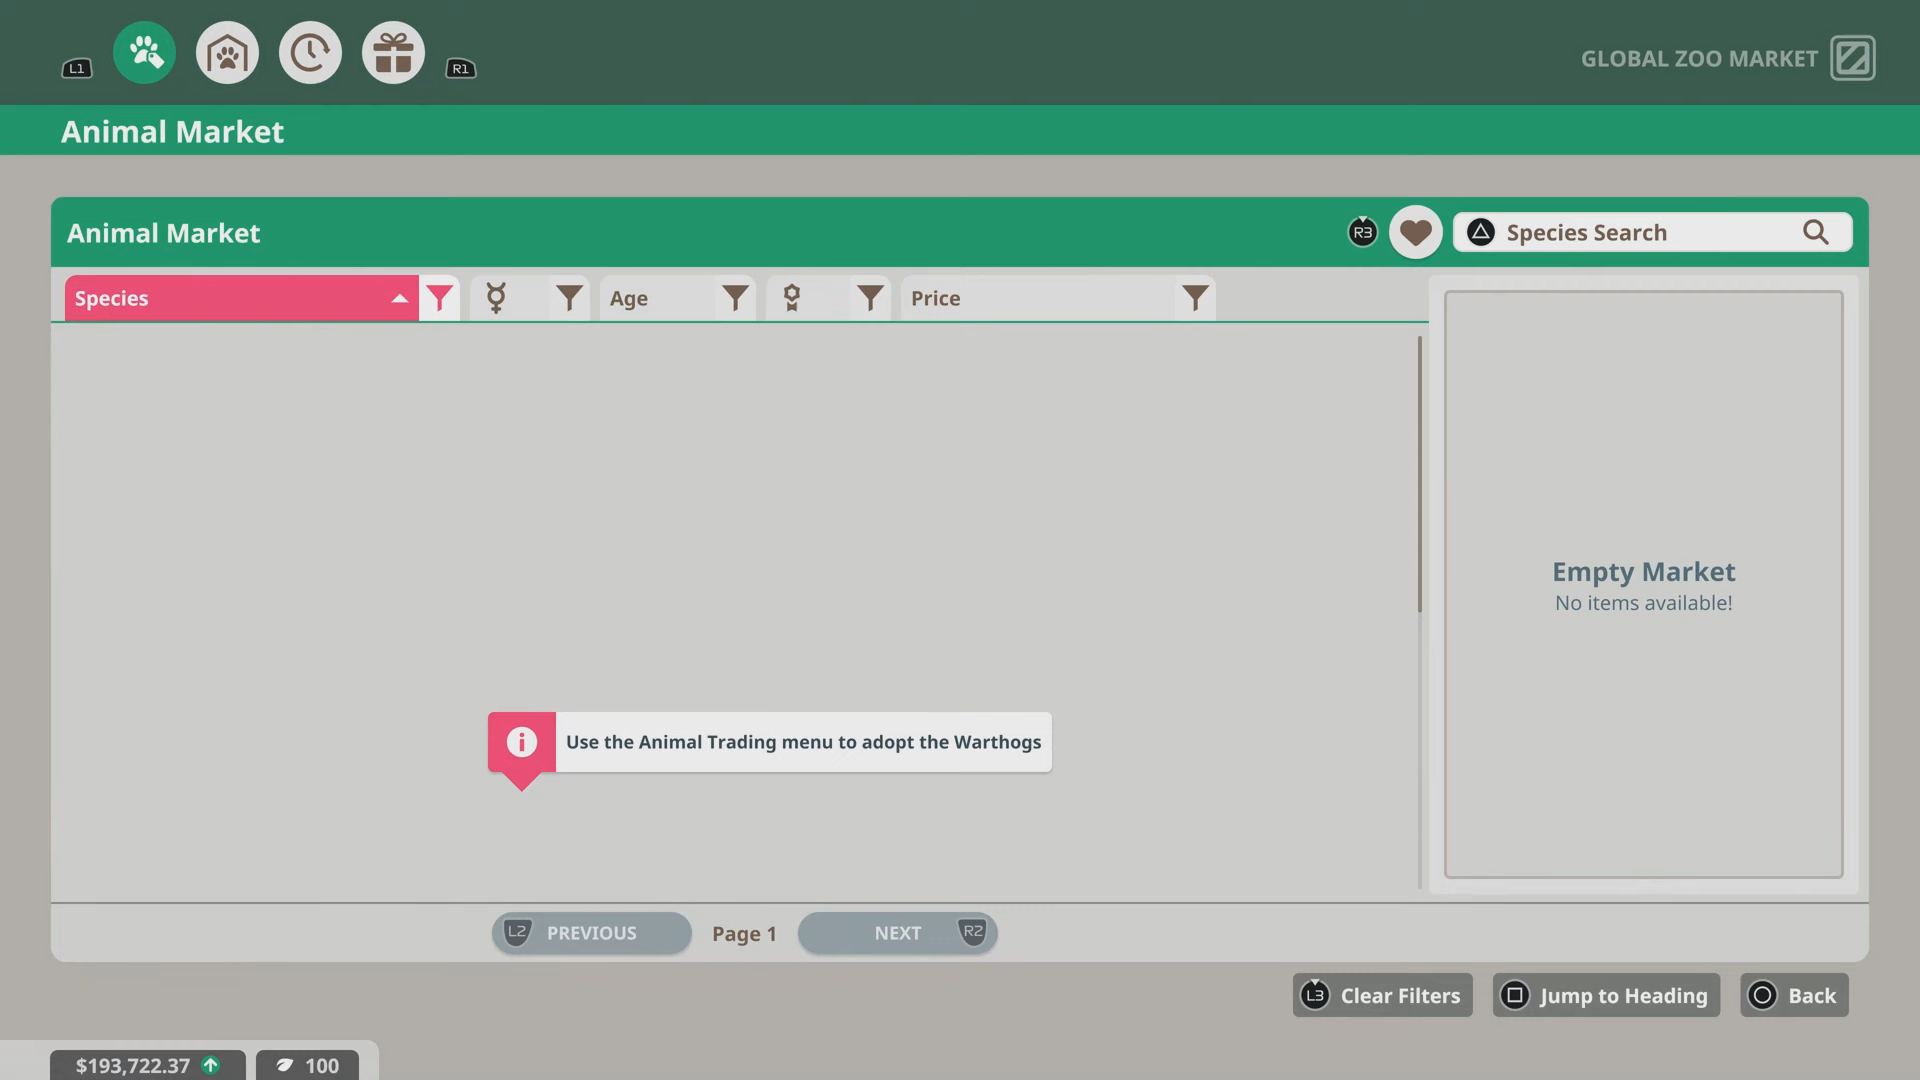 L1
R1
GLOBAL ZOO MARKET
Animal Market
Animal Market
R3
Species Search
Species
Age
Price
Empty Market
No items available!
Use the Animal Trading menu to adopt the Warthogs
L2 PREVIOUS
Page 1
NEXT R2
L3 Clear Filters
Jump to Heading
Back
$193,722.37
100